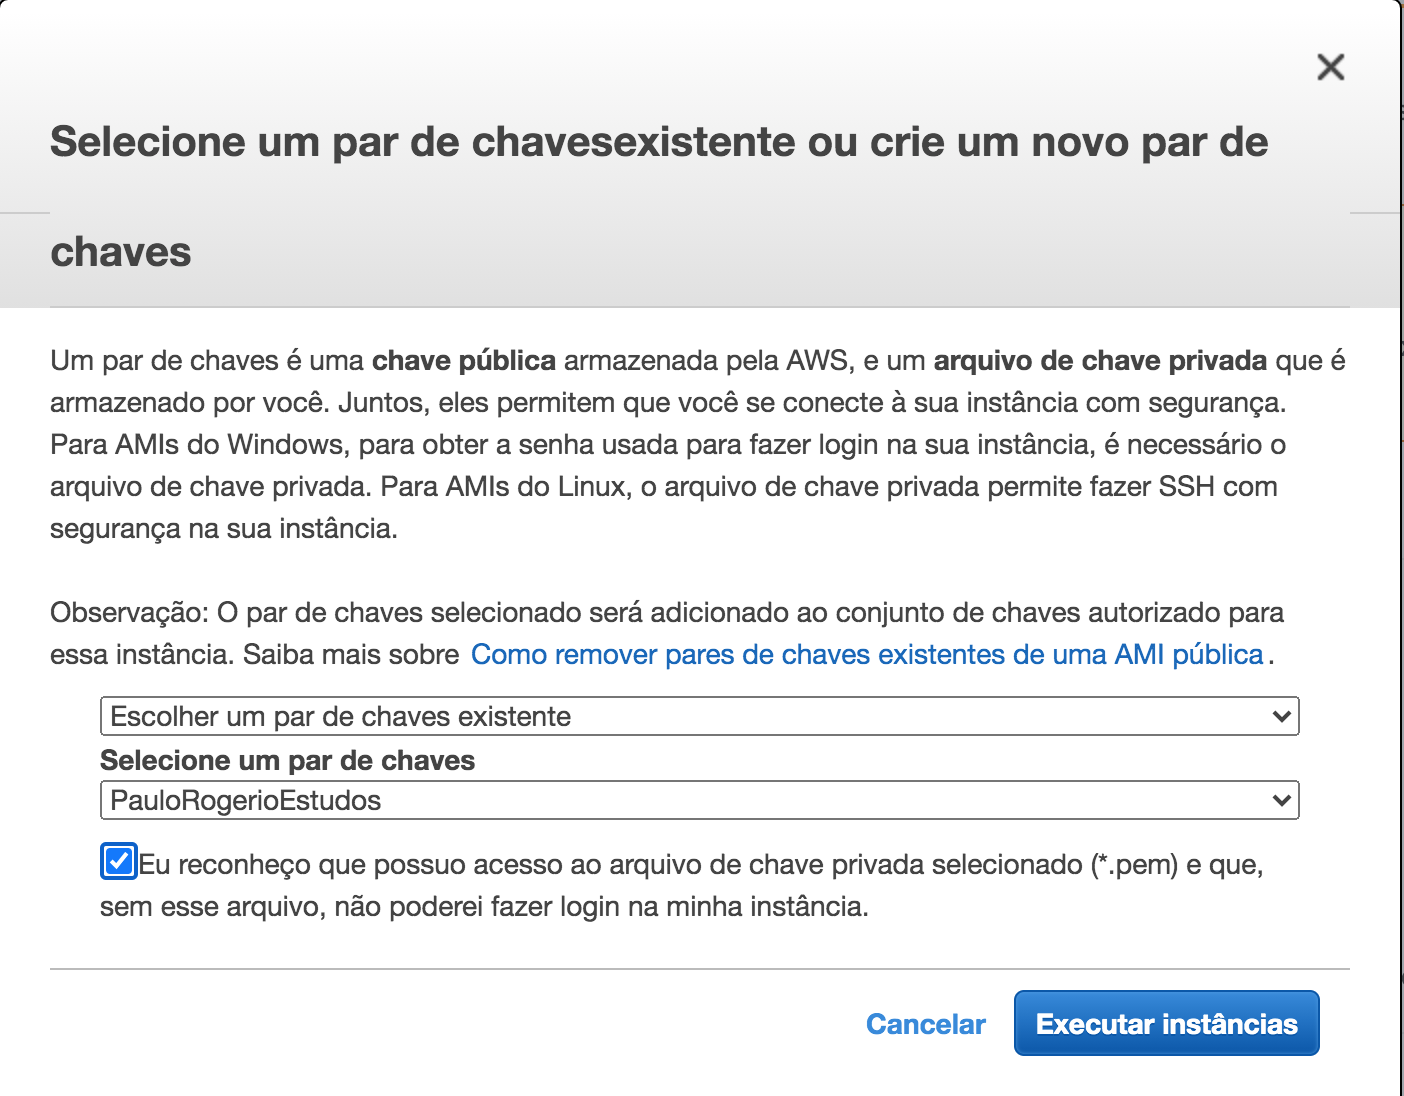 Selecione um par de chavesexistente ou crie um novo par de
chaves
Um par de chaves é uma chave pública armazenada pela AWS, e um arquivo de chave privada que é
armazenado por você. Juntos, eles permitem que você se conecte à sua instância com segurança.
Para AMIs do Windows, para obter a senha usada para fazer login na sua instância, é necessário o
arquivo de chave privada. Para AMIs do Linux, o arquivo de chave privada permite fazer SSH com
segurança na sua instância.
Observação: O par de chaves selecionado será adicionado ao conjunto de chaves autorizado para
essa instância. Saiba mais sobre Como remover pares de chaves existentes de uma AMI pública.
Escolher um par de chaves existente
Selecione um par de chaves
PauloRogerioEstudos
Eu reconheço que possuo acesso ao arquivo de chave privada selecionado (*.pem) e que,
sem esse arquivo, não poderei fazer login na minha instância.
Cancelar Executar instâncias